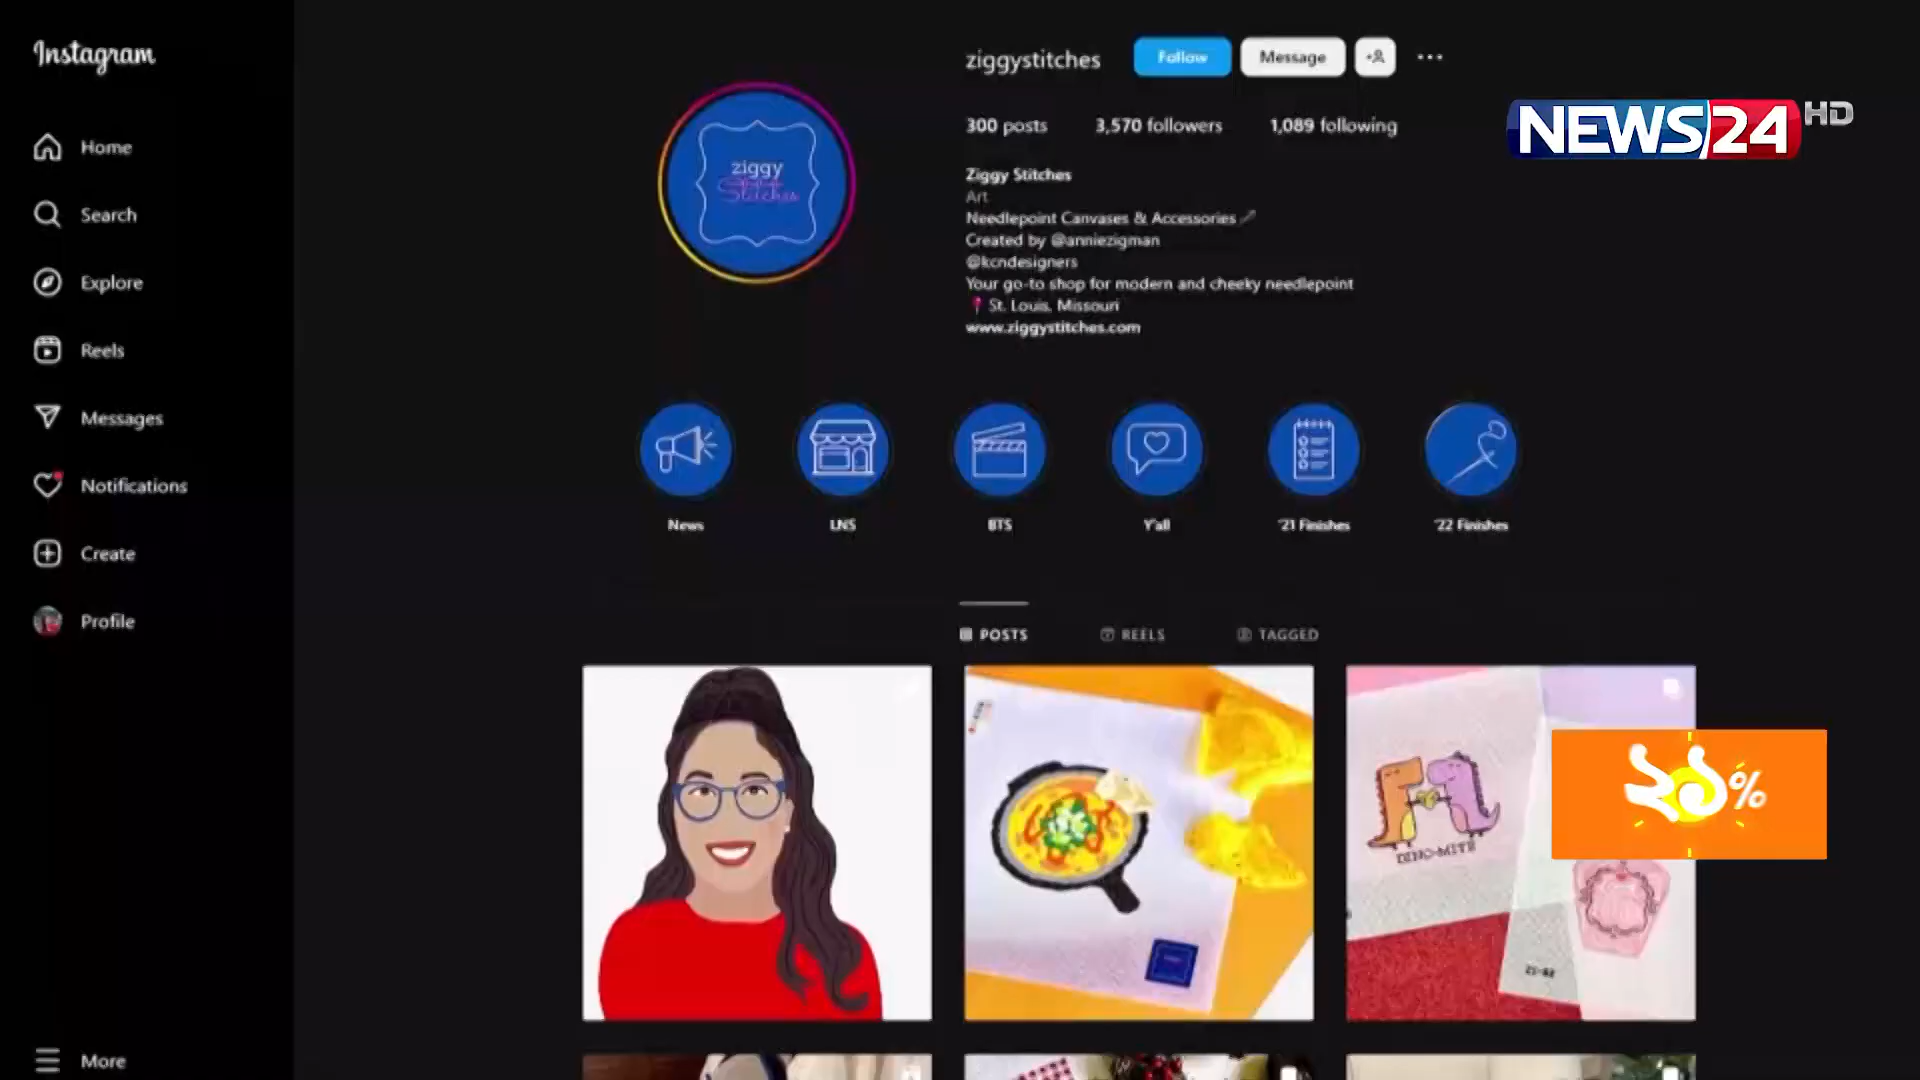 Instagram
Home
Search
Explore
Reels
Messages
Notifications
Create
Profile
More
ziggystitches
Follow
Message
300 posts
3,570 followers
1,089 following
Ziggy Stitches
Art
Needlepoint Canvases & Accessories
Created by @anniezigman
@kcndesigners
Your go-to shop for modern and cheeky needlepoint
St. Louis, Missouri
www.ziggystitches.com
ziggy
Stitches
News
LNS
BTS
Y'all
'21 Finishes
'22 Finishes
POSTS
REELS
TAGGED
DINO-MITE
NEWS24 HD
২১%